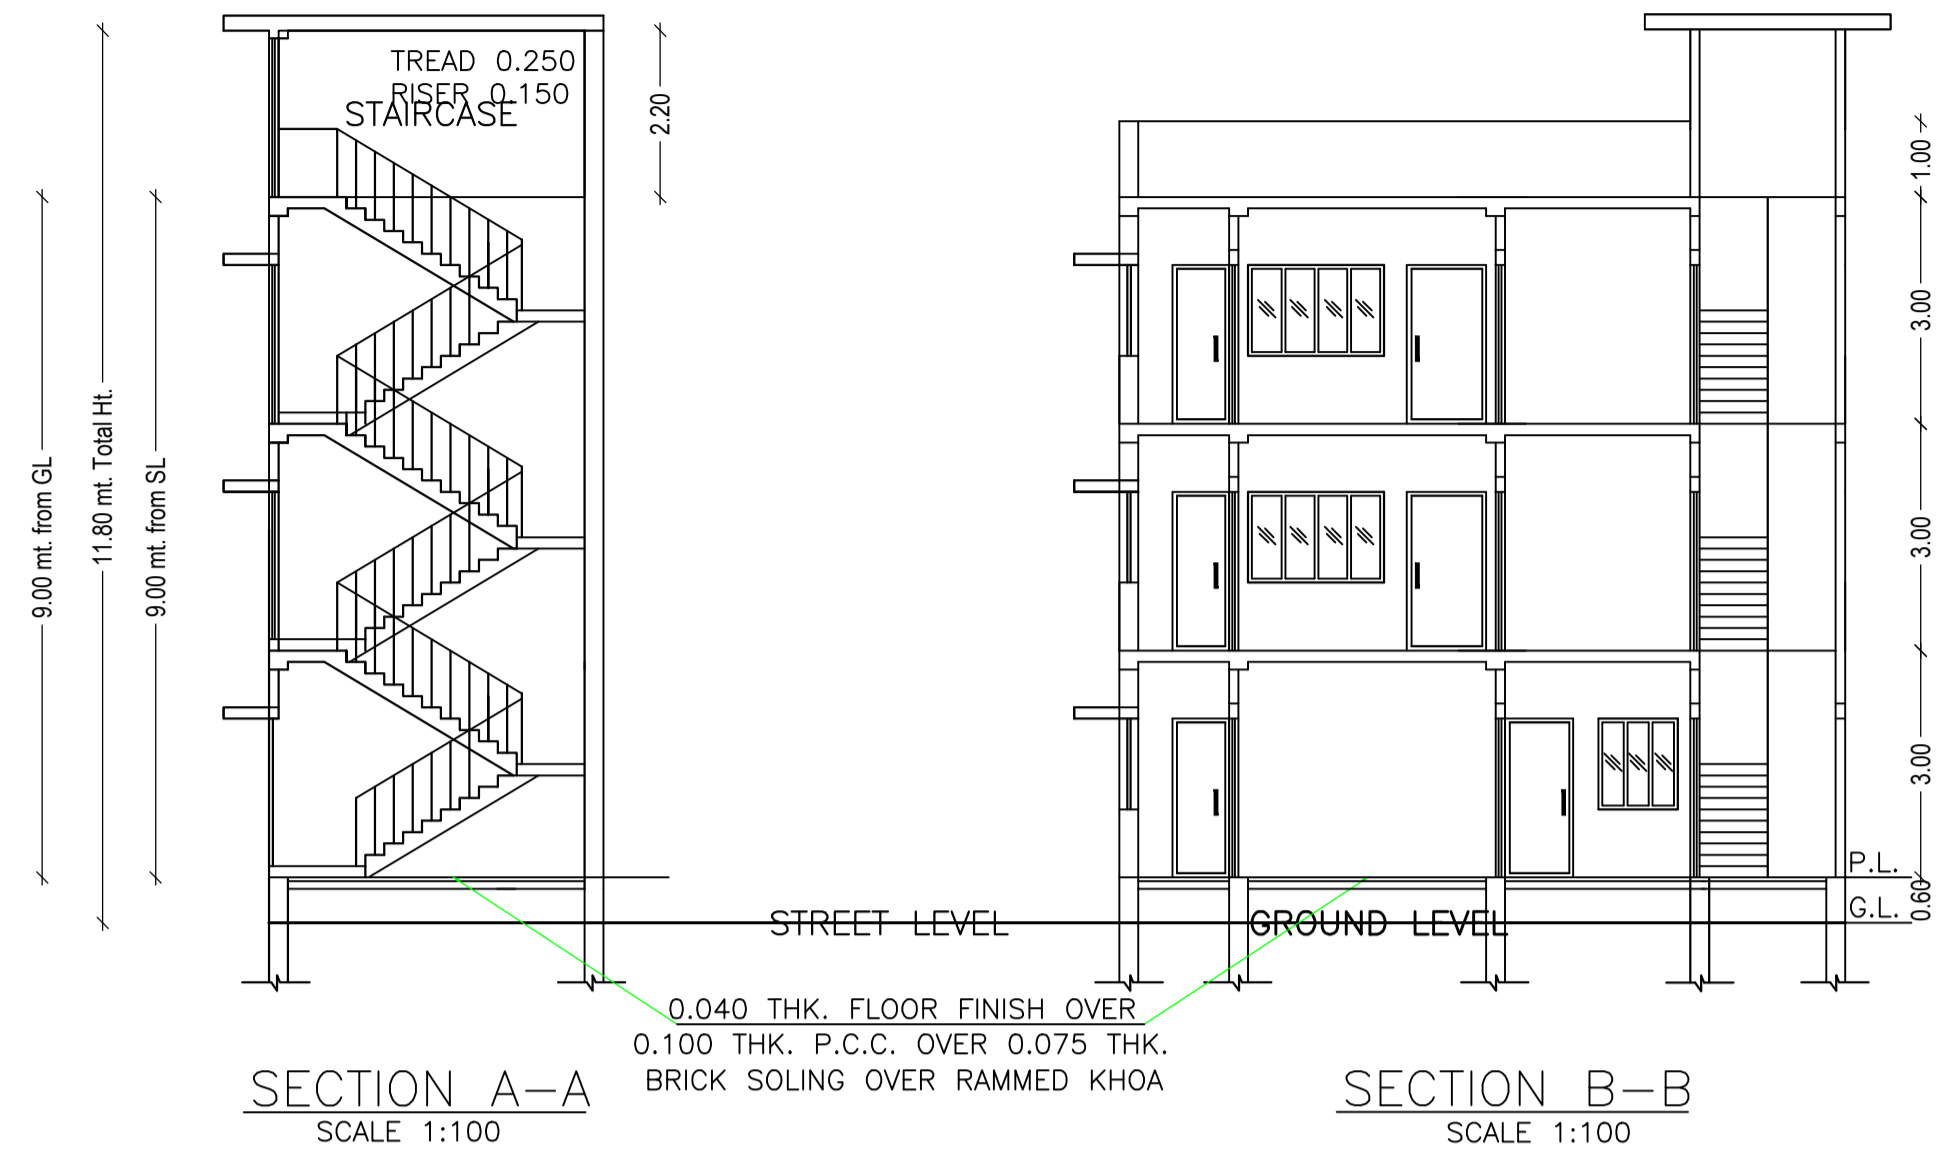 TREAD 0.250
RISER 0.150
STAIRCASE
2.20
9.00 mt. from GL
11.80 mt. Total Ht.
9.00 mt. from SL
1.00
3.00
3.00
3.00
P.L.
0.60
G.L.
STREET LEVEL
GROUND LEVEL
0.040 THK. FLOOR FINISH OVER
0.100 THK. P.C.C. OVER 0.075 THK.
BRICK SOLING OVER RAMMED KHOA
SECTION A-A
SCALE 1:100
SECTION B-B
SCALE 1:100